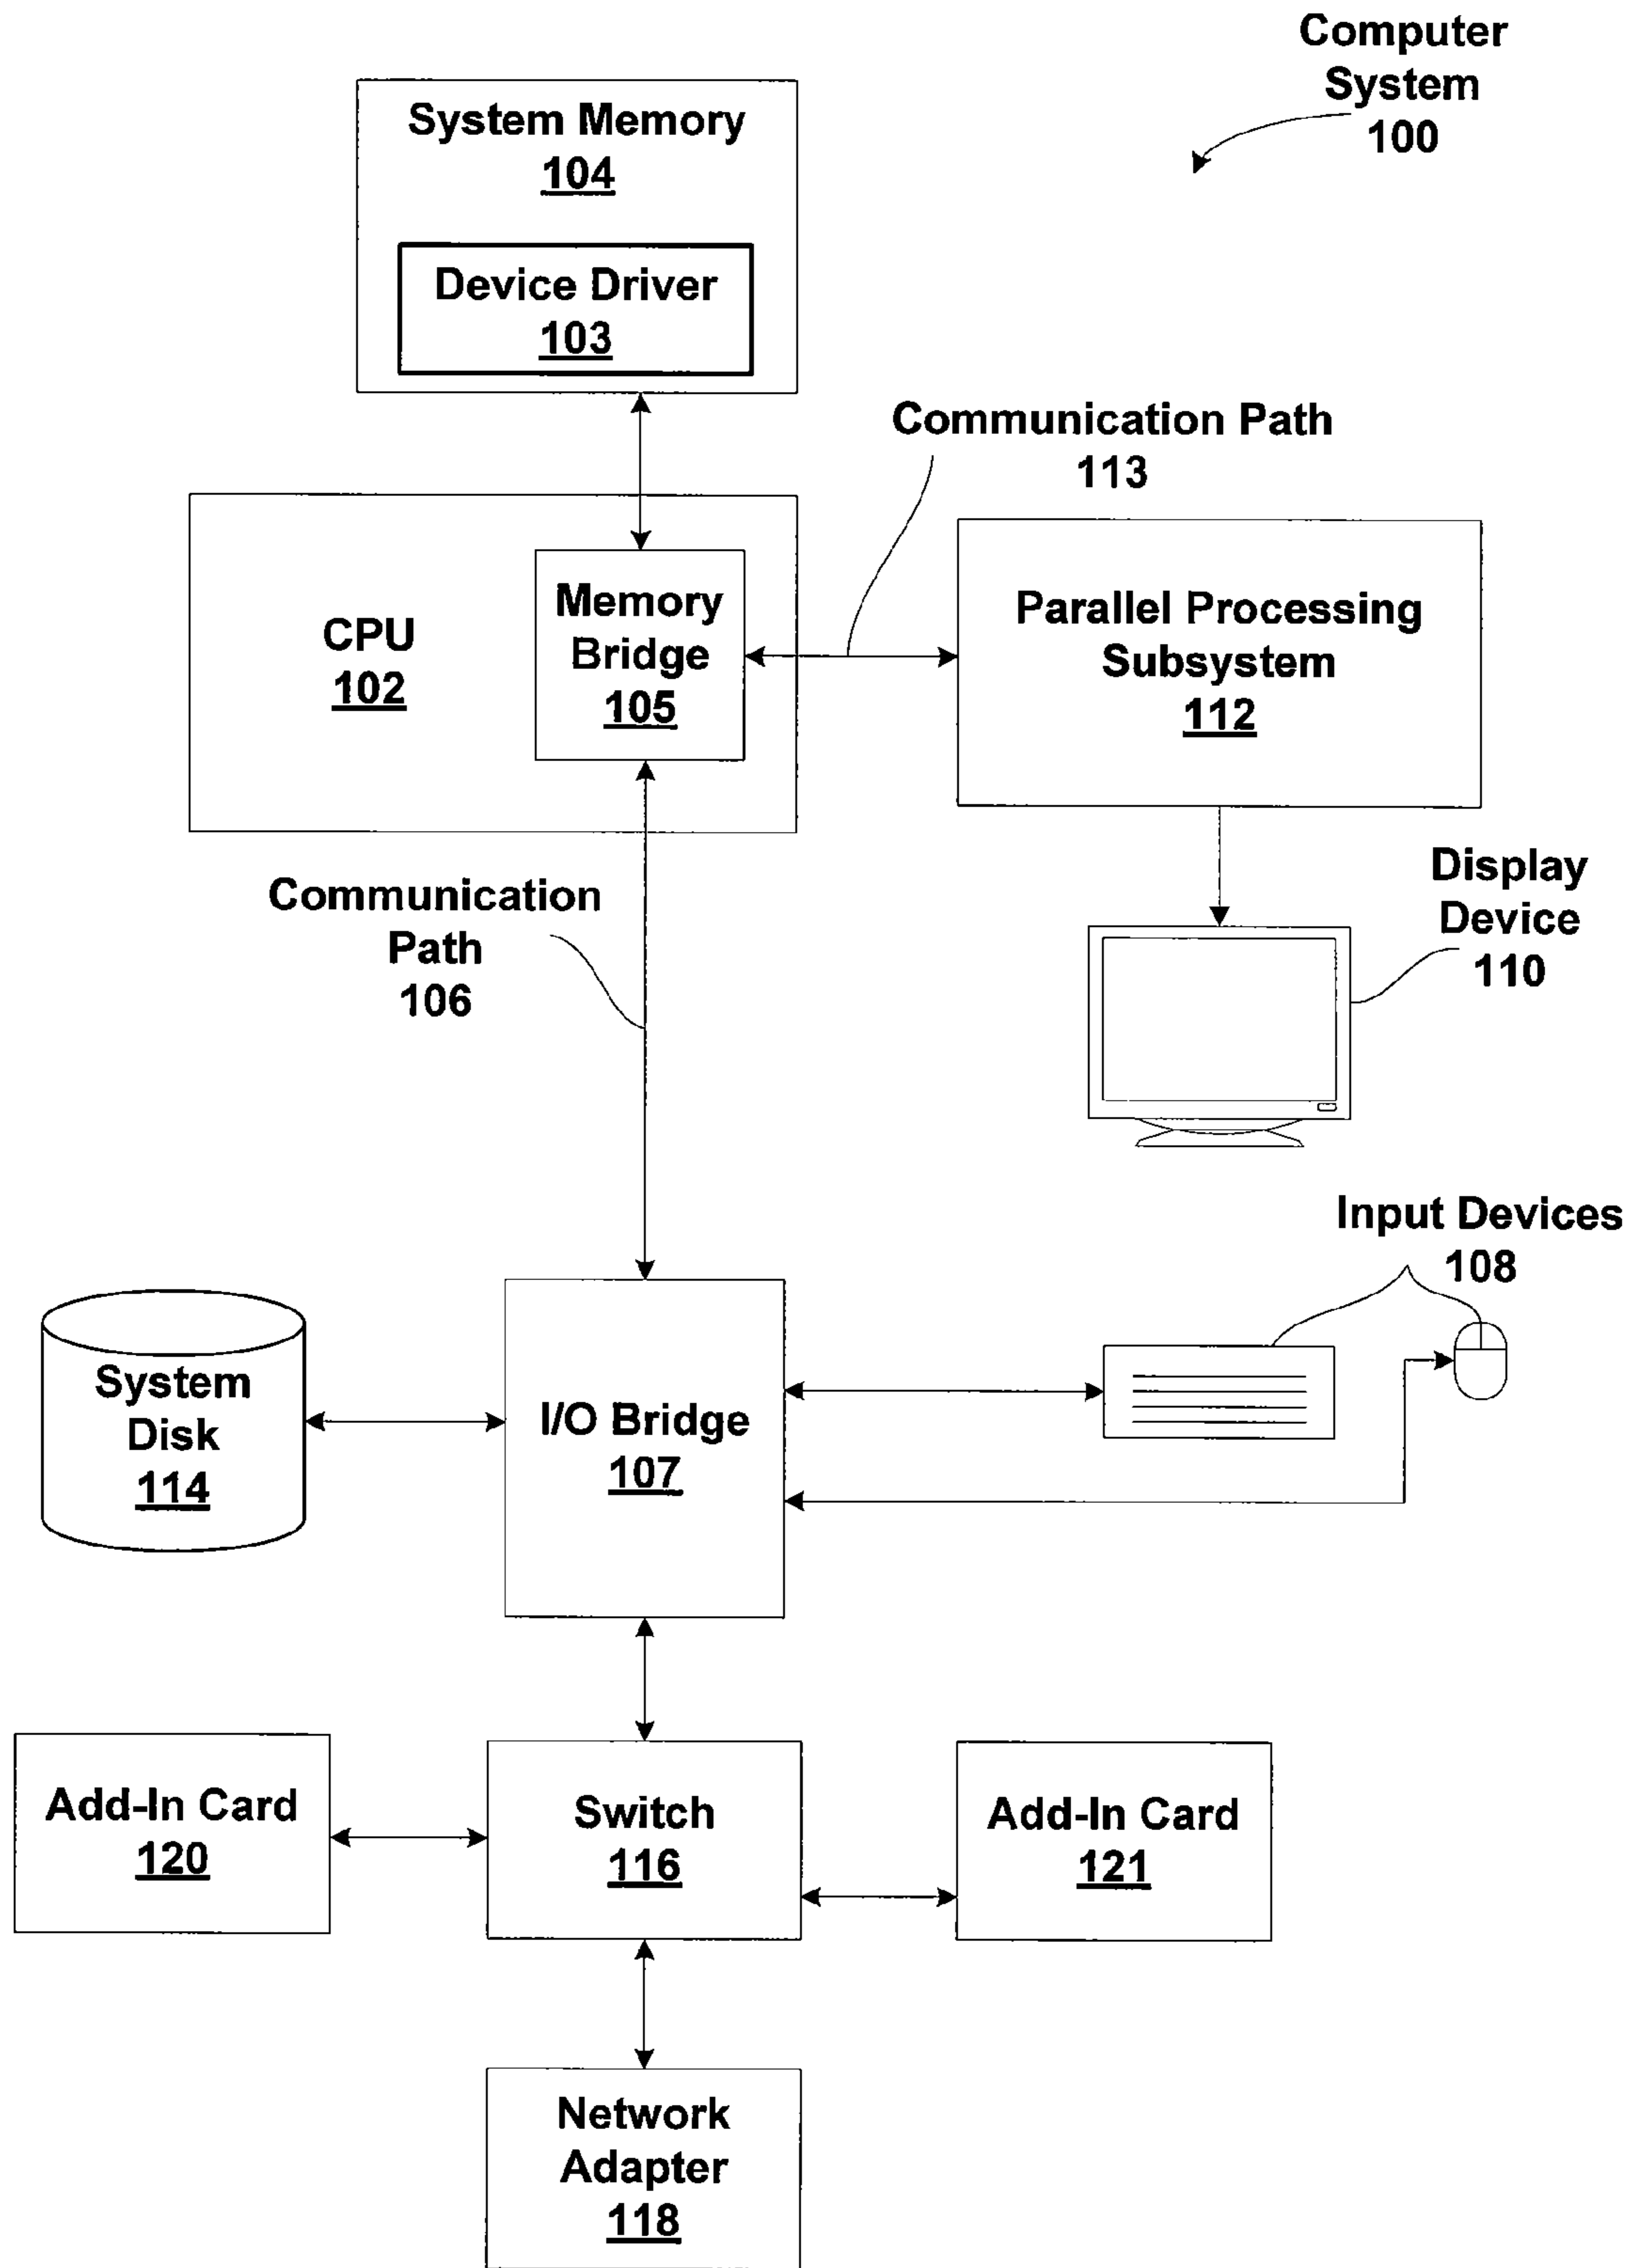 Computer
System
100
System Memory
104
Device Driver
103
Communication Path
113
CPU
102
Memory
Bridge
105
Parallel Processing
Subsystem
112
Communication
Path
106
Display
Device
110
Input Devices
108
System
Disk
114
I/O Bridge
107
Add-In Card
120
Switch
116
Add-In Card
121
Network
Adapter
118